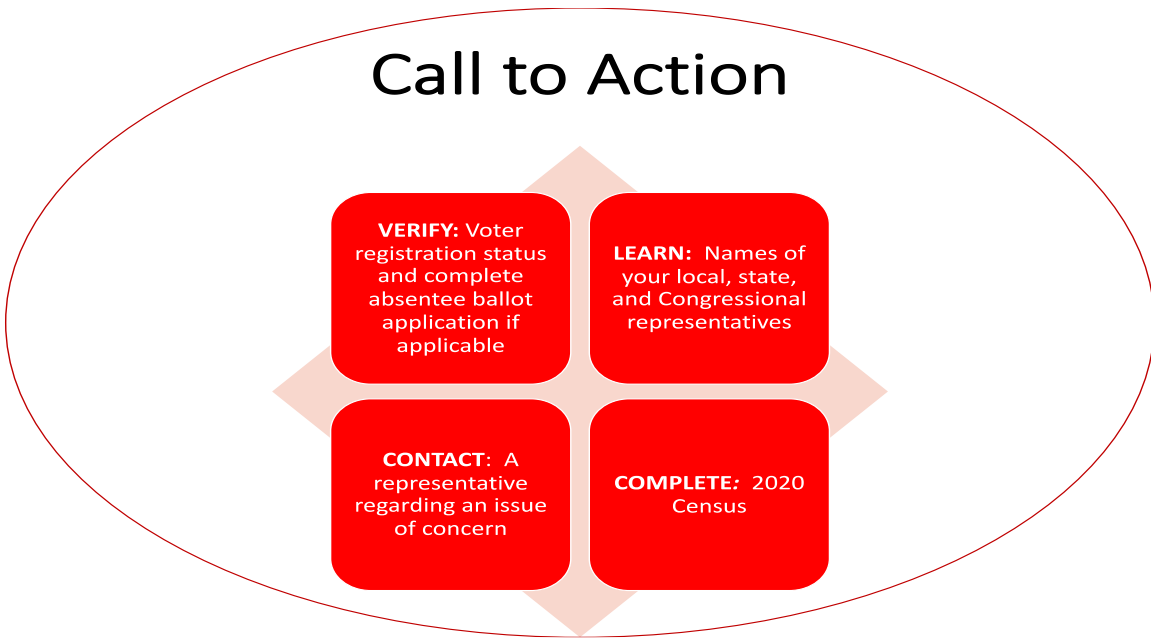 Call to Action
VERIFY: Voter
registration status
and complete
absentee ballot
application if
applicable
LEARN:  Names of
your local, state,
and Congressional
representatives
CONTACT:  A
representative
regarding an issue
of concern
COMPLETE:  2020
Census